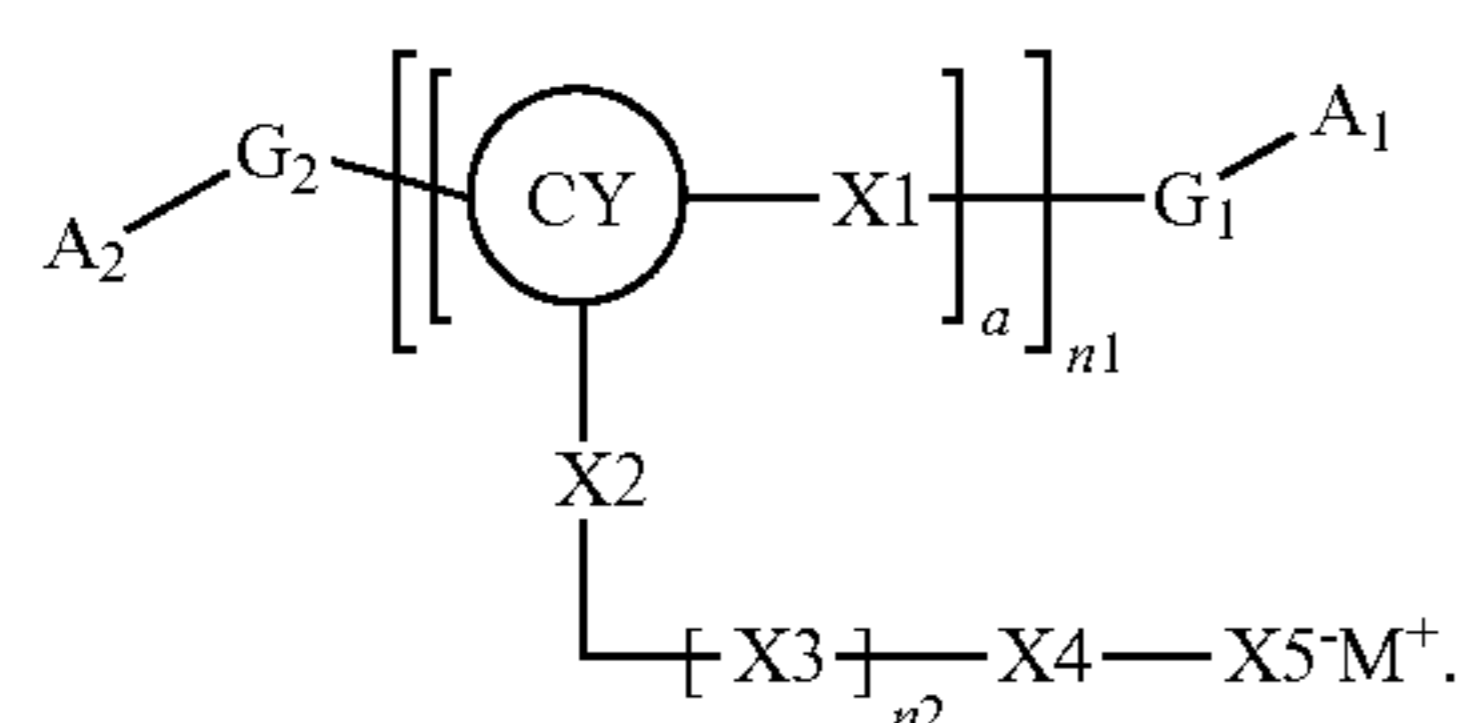 A₂ G₂ [[ CY X1 ]a ]n1 G₁ A₁
X2
[ X3 ]n2 X4 X5⁻M⁺.